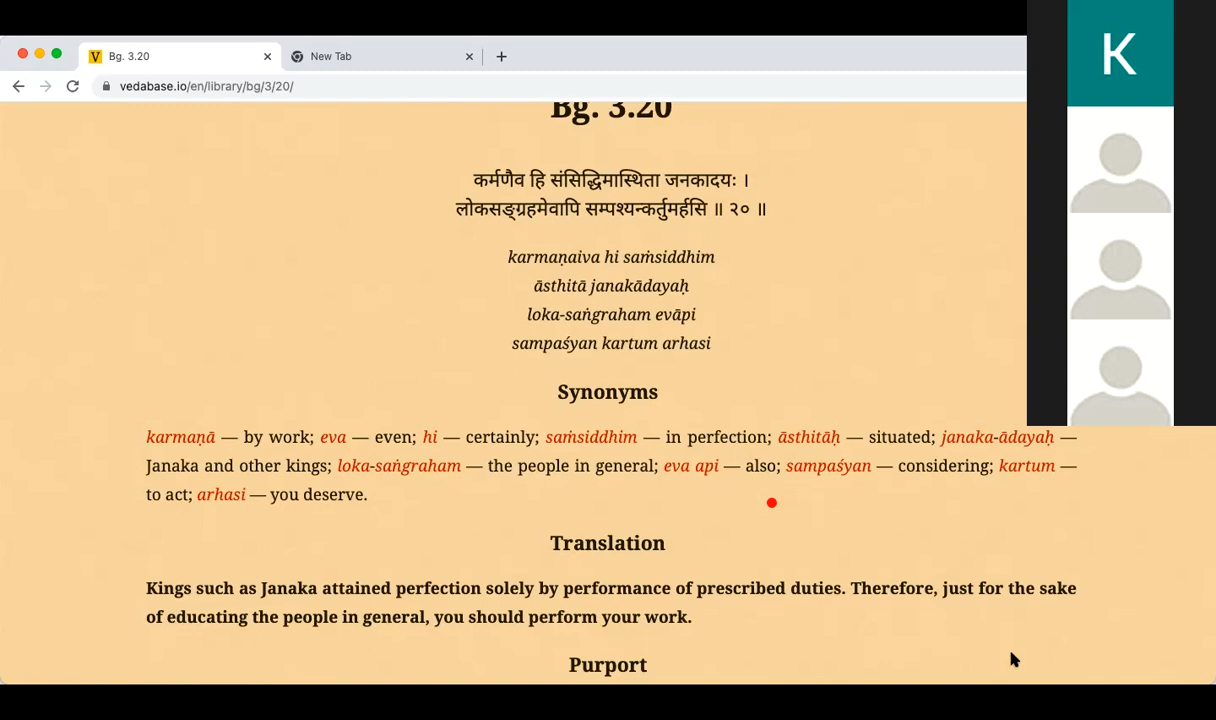 Bg. 3.20
New Tab
vedabase.io/en/library/bg/3/20/
K
Bg. 3.20
कर्मणैव हि संसिद्धिमास्थिता जनकादयः ।
लोकसङ्ग्रहमेवापि सम्पश्यन्कर्तुमर्हसि ॥ २० ॥
karmaṇaiva hi saṁsiddhim
āsthitā janakādayaḥ
loka-saṅgraham evāpi
sampaśyan kartum arhasi
Synonyms
karmaṇā — by work; eva — even; hi — certainly; saṁsiddhim — in perfection; āsthitāḥ — situated; janaka-ādayaḥ —
Janaka and other kings; loka-saṅgraham — the people in general; eva api — also; sampaśyan — considering; kartum —
to act; arhasi — you deserve.
Translation
Kings such as Janaka attained perfection solely by performance of prescribed duties. Therefore, just for the sake
of educating the people in general, you should perform your work.
Purport